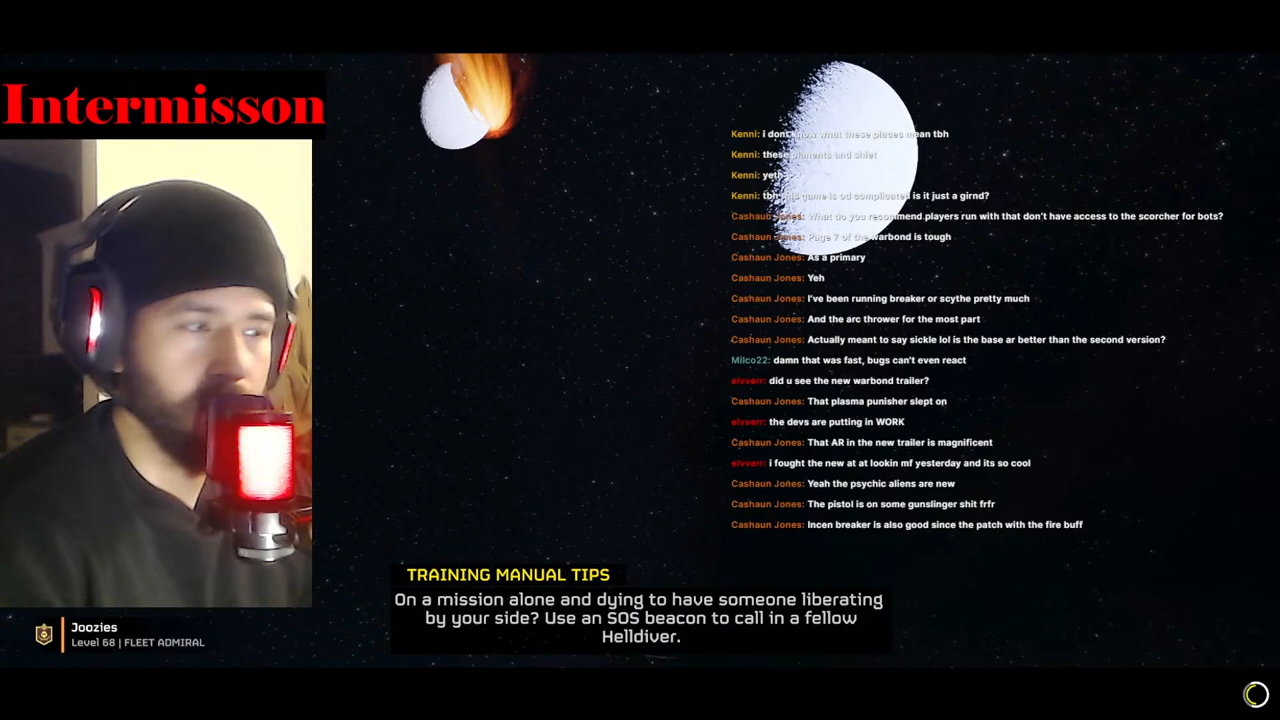 Intermisson
Kenni: i dont know what these places mean tbh
Kenni: these planents and shiet
Kenni: yeth
Kenni: tbh this game is od complicated is it just a girnd?
Cashaun Jones: What do you recommend players run with that don't have access to the scorcher for bots?
Cashaun Jones: Page 7 of the warbond is tough
Cashaun Jones: As a primary
Cashaun Jones: Yeh
Cashaun Jones: I've been running breaker or scythe pretty much
Cashaun Jones: And the arc thrower for the most part
Cashaun Jones: Actually meant to say sickle lol is the base ar better than the second version?
Milco22: damn that was fast, bugs can't even react
elvverr: did u see the new warbond trailer?
Cashaun Jones: That plasma punisher slept on
elvverr: the devs are putting in WORK
Cashaun Jones: That AR in the new trailer is magnificent
elvverr: i fought the new at at lookin mf yesterday and its so cool
Cashaun Jones: Yeah the psychic aliens are new
Cashaun Jones: The pistol is on some gunslinger shit frfr
Cashaun Jones: Incen breaker is also good since the patch with the fire buff
TRAINING MANUAL TIPS
On a mission alone and dying to have someone liberating
by your side? Use an SOS beacon to call in a fellow
Helldiver.
Joozies
Level 68 | FLEET ADMIRAL